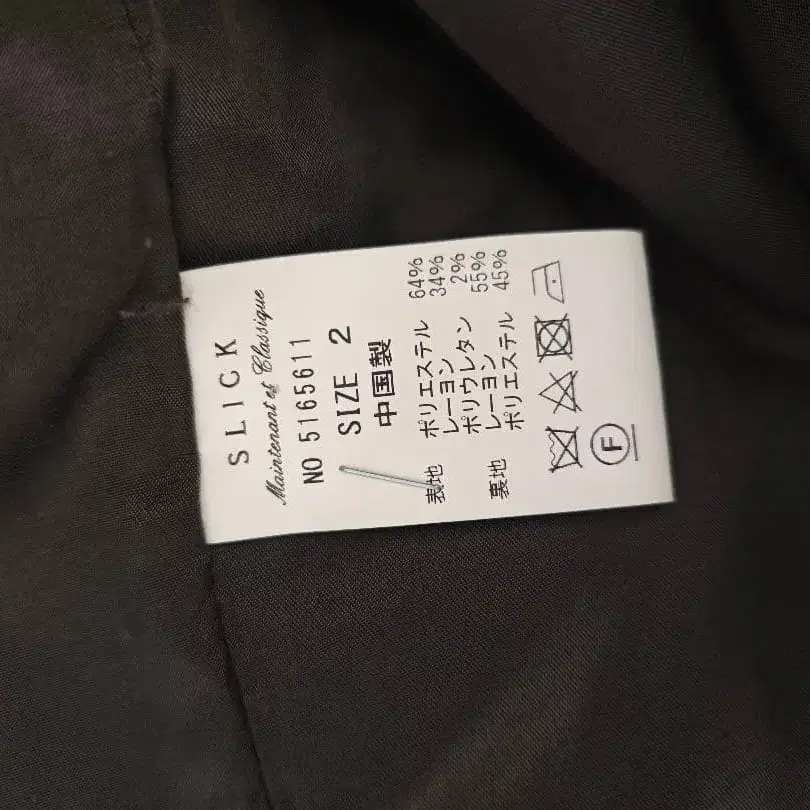 SLICK
Maintenant et Classique
NO 5165611
SIZE 2
中国製
表地 ポリエステル 64%
レーヨン 34%
ポリウレタン 2%
裏地 レーヨン 55%
ポリエステル 45%
F